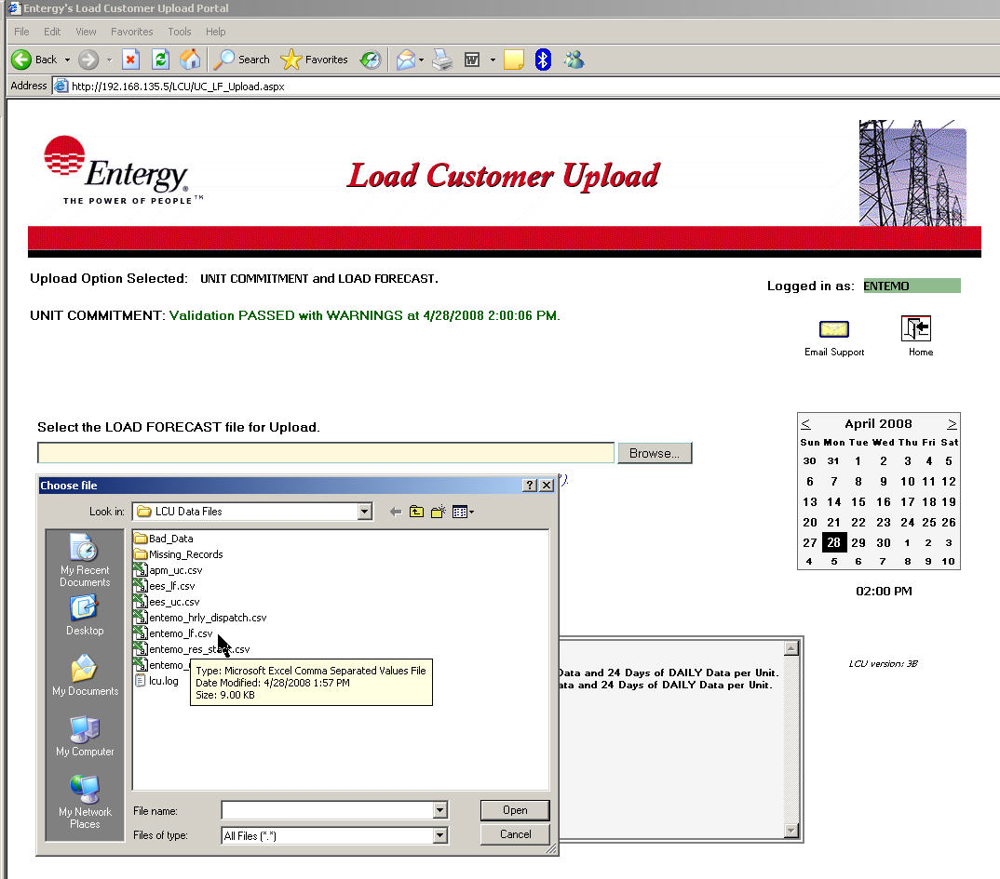 Entergy's Load Customer Upload Portal
File Edit View Favorites Tools Help
Back Search Favorites
Address http://192.168.135.5/LCU/UC_LF_Upload.aspx
Entergy®
THE POWER OF PEOPLE™
Load Customer Upload
Upload Option Selected: UNIT COMMITMENT and LOAD FORECAST.
Logged in as: ENTEMO
UNIT COMMITMENT: Validation PASSED with WARNINGS at 4/28/2008 2:00:06 PM.
Email Support Home
Select the LOAD FORECAST file for Upload.
Browse...
< April 2008 >
Sun Mon Tue Wed Thu Fri Sat
30 31 1 2 3 4 5
6 7 8 9 10 11 12
13 14 15 16 17 18 19
20 21 22 23 24 25 26
27 28 29 30 1 2 3
4 5 6 7 8 9 10
02:00 PM
LCU version: 3B
").
Choose file ? X
Look in: LCU Data Files
My Recent
Documents
Desktop
My Documents
My Computer
My Network
Places
Bad_Data
Missing_Records
apm_uc.csv
ees_lf.csv
ees_uc.csv
entemo_hrly_dispatch.csv
entemo_lf.csv
entemo_res_st
.csv
entemo_
lcu.log
Type: Microsoft Excel Comma Separated Values File
Date Modified: 4/28/2008 1:57 PM
Size: 9.00 KB
File name:
Open
Files of type: All Files (*.*)
Cancel
Data and 24 Days of DAILY Data per Unit.
ata and 24 Days of DAILY Data per Unit.